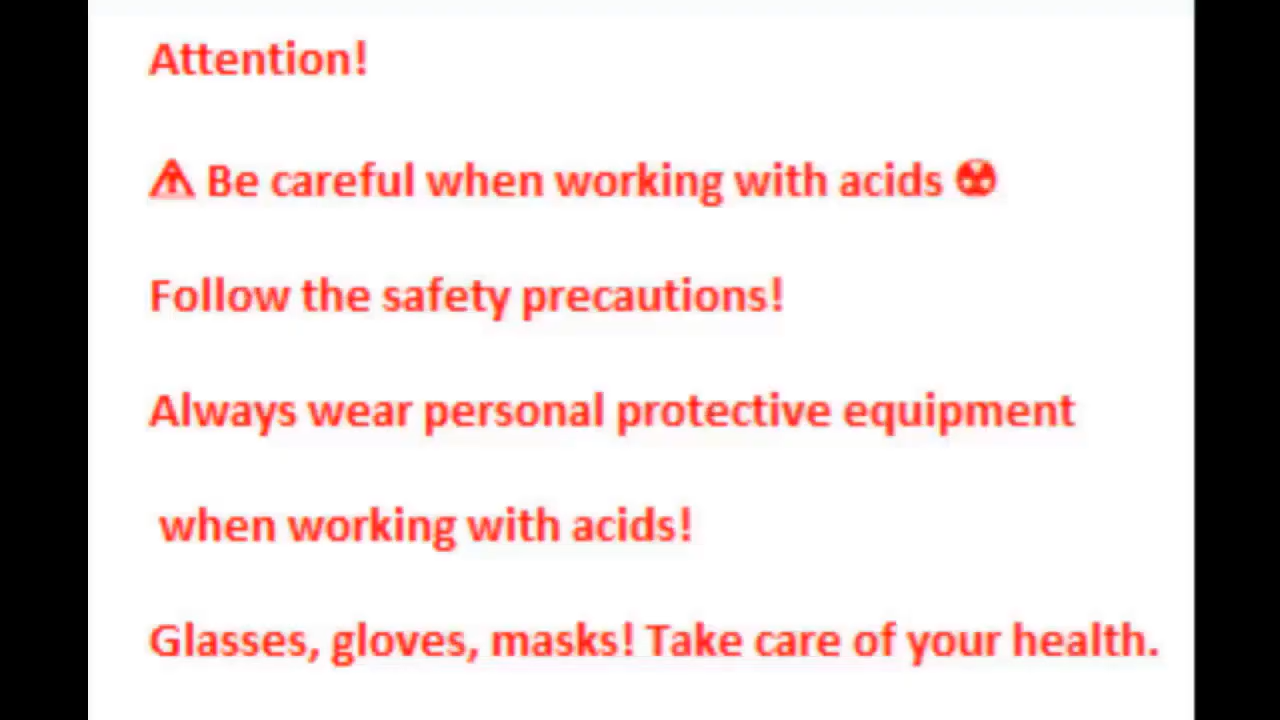 Attention!
⚠ Be careful when working with acids ☢
Follow the safety precautions!
Always wear personal protective equipment
when working with acids!
Glasses, gloves, masks! Take care of your health.